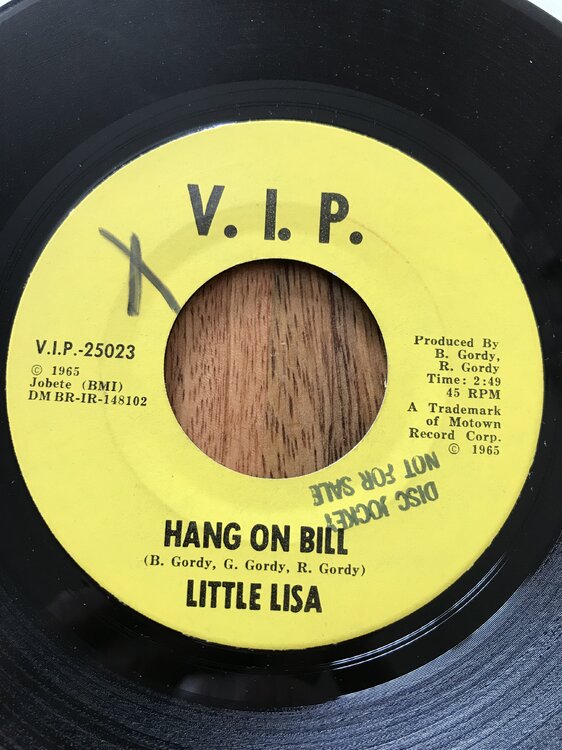 V. I. P.
X
V.I.P.-25023
© 1965
Jobete (BMI)
DM BR-IR-148102
Produced By
B. Gordy,
R. Gordy
Time: 2:49
45 RPM
A Trademark
of Motown
Record Corp.
© 1965
DISC JOCKEY
NOT FOR SALE
HANG ON BILL
(B. Gordy, G. Gordy, R. Gordy)
LITTLE LISA